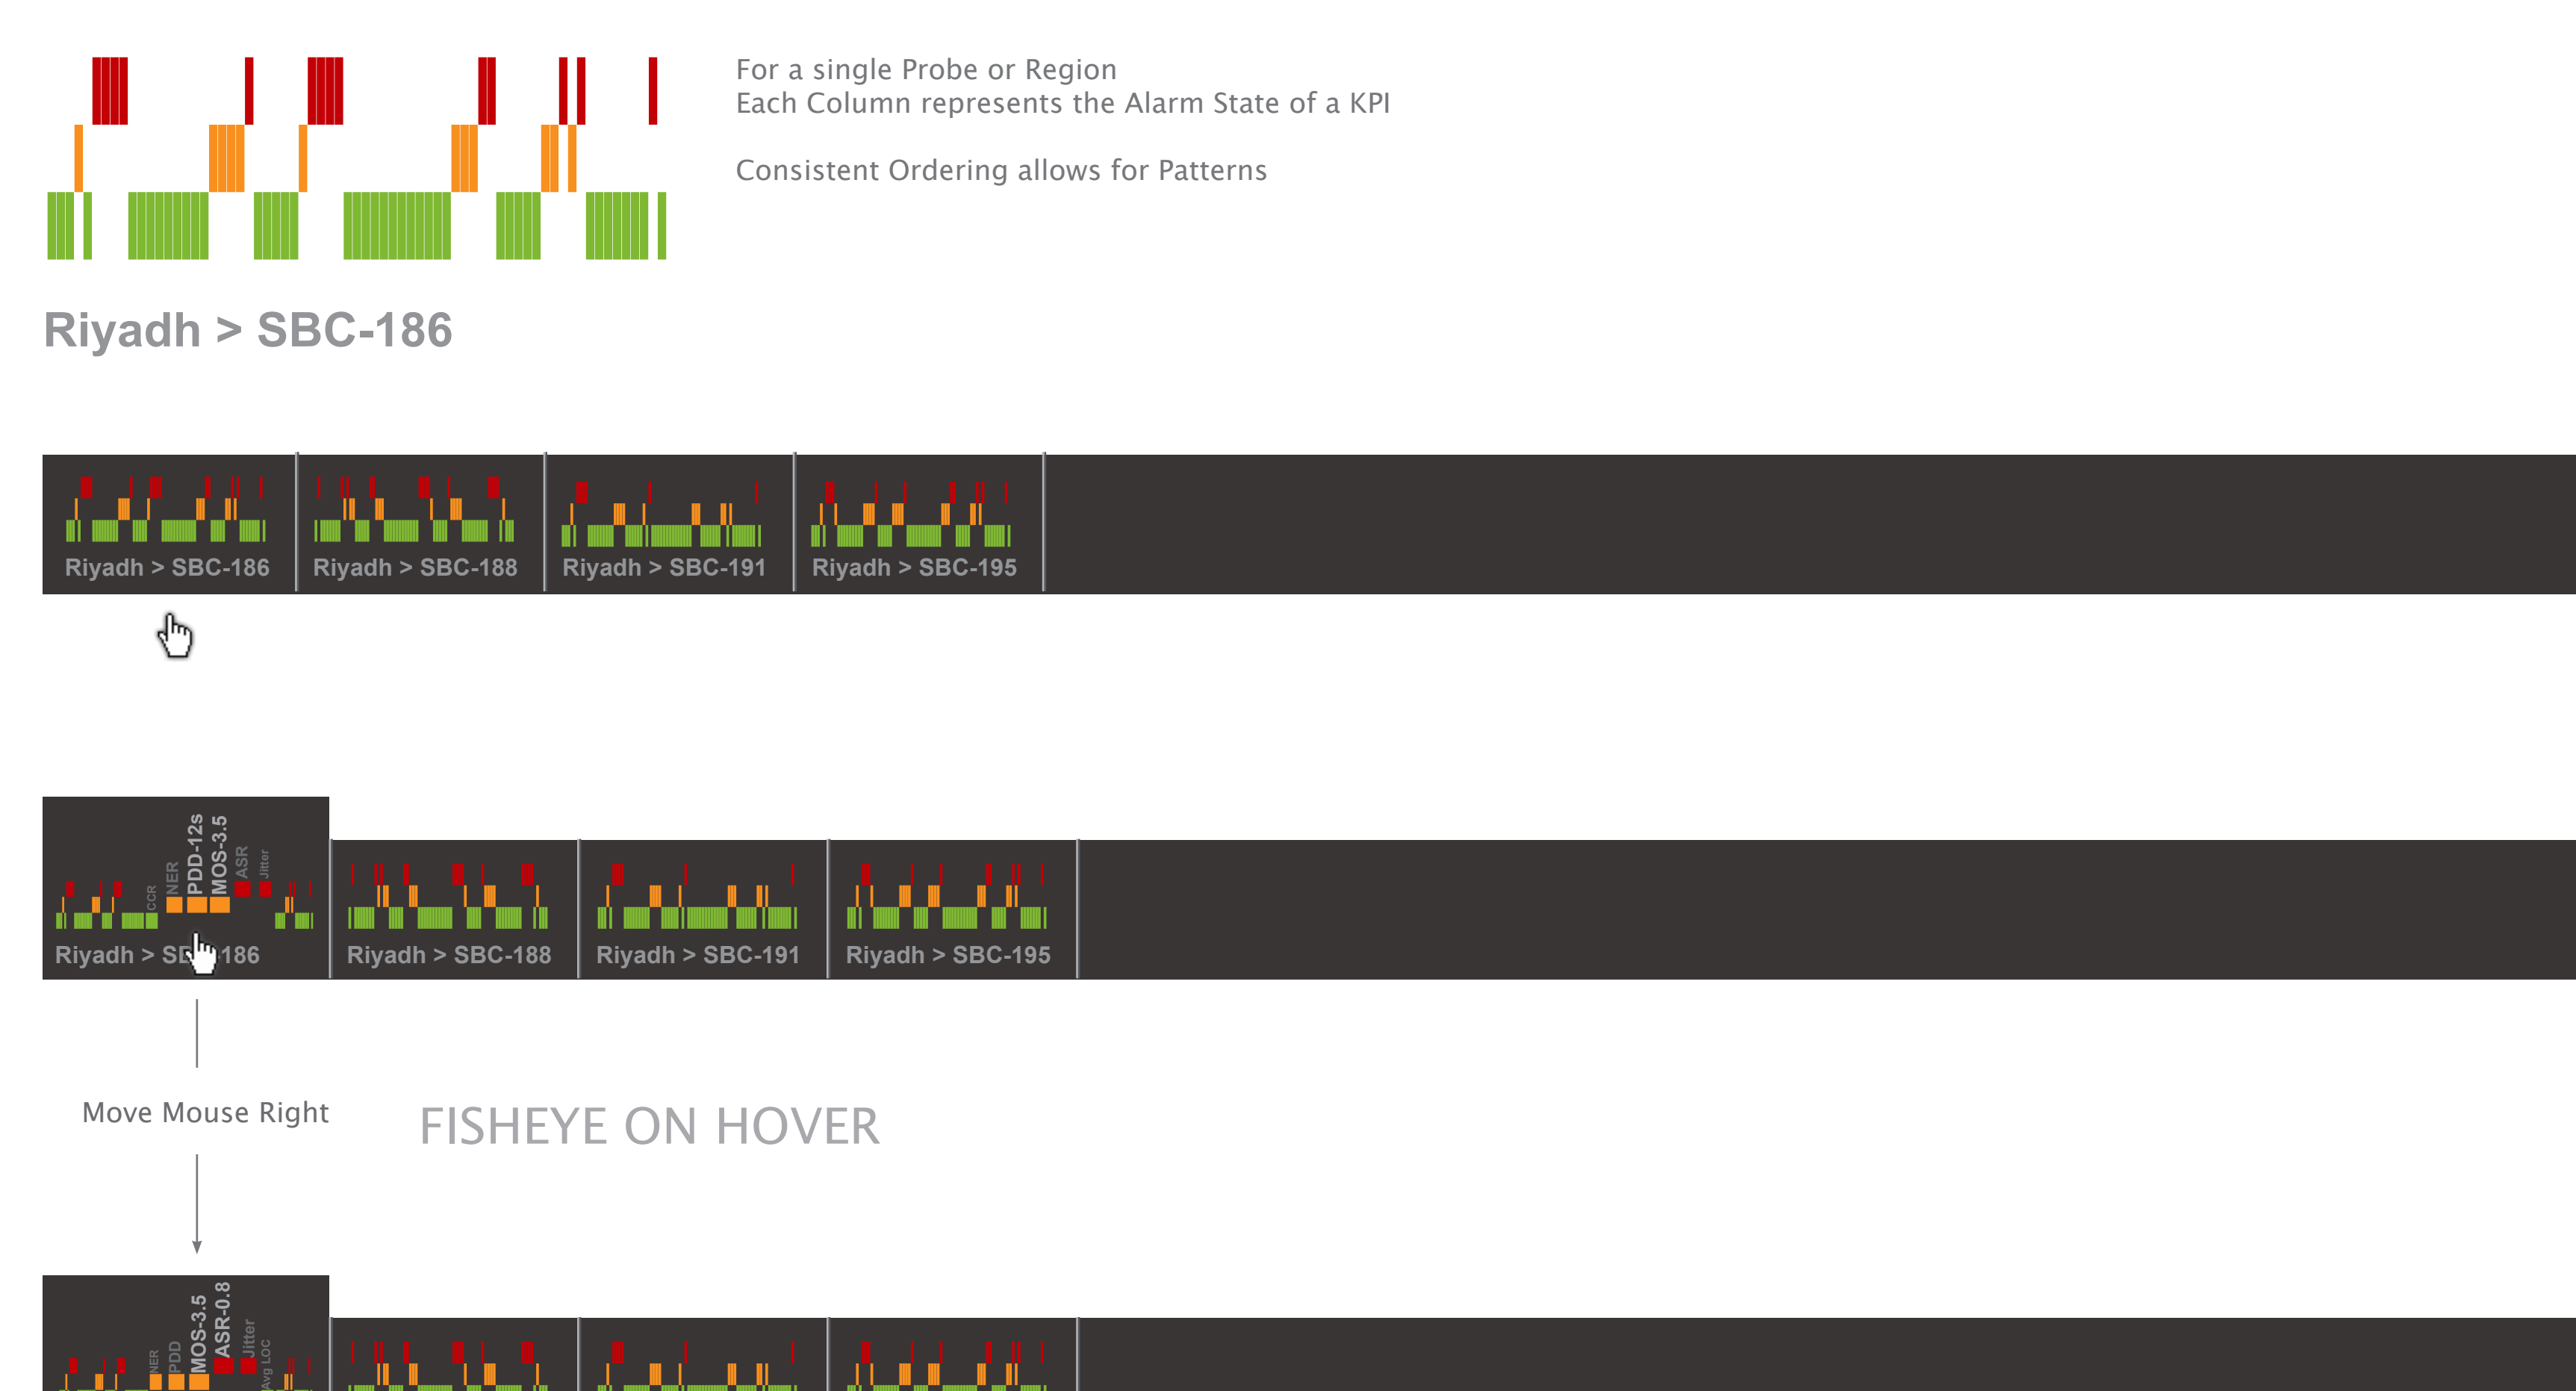 For a single Probe or Region
Each Column represents the Alarm State of a KPI
Consistent Ordering allows for Patterns
Riyadh > SBC-186
Riyadh > SBC-186
Riyadh > SBC-188
Riyadh > SBC-191
Riyadh > SBC-195
CCR
NER
PDD-12s
MOS-3.5
ASR
Jitter
Riyadh > 186
Riyadh > SBC-188
Riyadh > SBC-191
Riyadh > SBC-195
Move Mouse Right
FISHEYE ON HOVER
NER
PDD
MOS-3.5
ASR-0.8
Jitter
Avg LOC